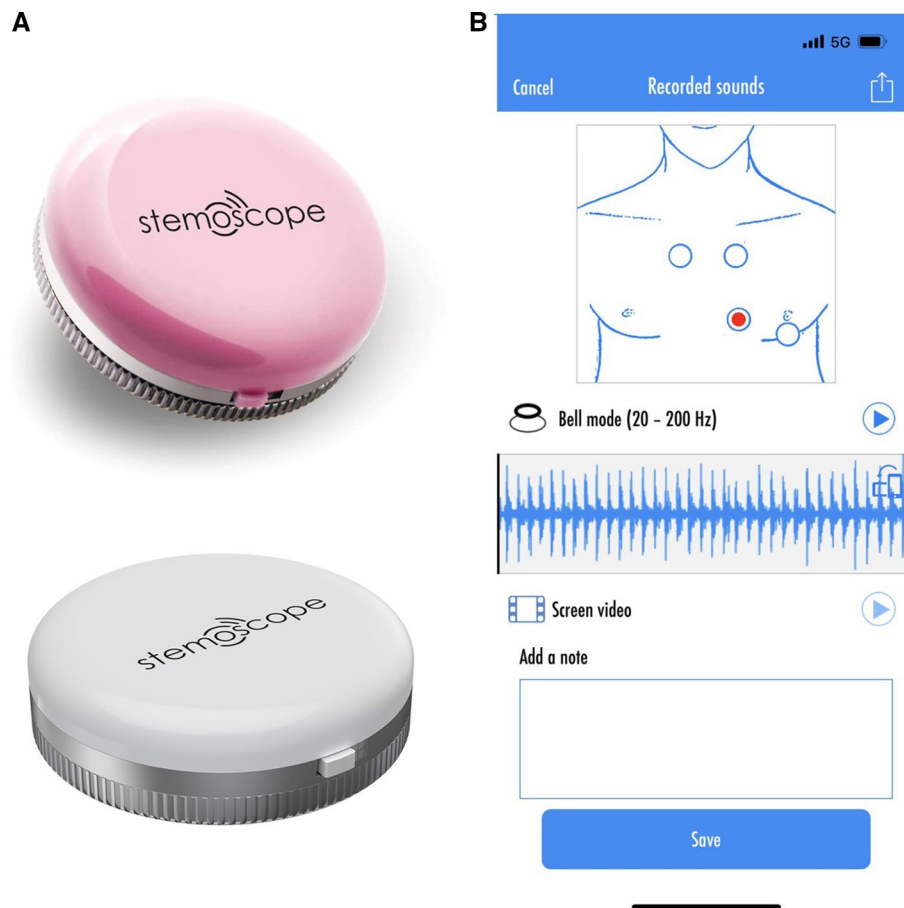 A
stemoscope
stemoscope
B
5G
Cancel
Recorded sounds
Bell mode (20 – 200 Hz)
Screen video
Add a note
Save